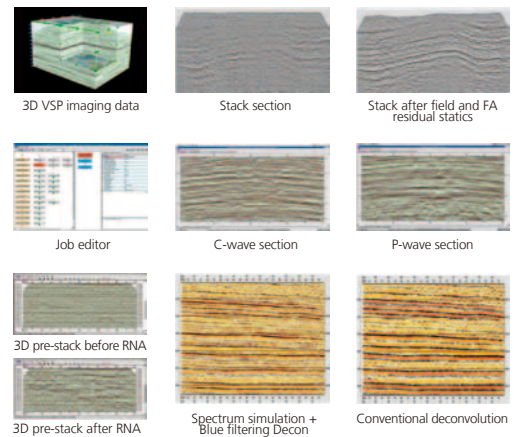 3D VSP imaging data
Stack section
Stack after field and FA
residual statics
Job editor
C-wave section
P-wave section
3D pre-stack before RNA
3D pre-stack after RNA
Spectrum simulation +
Blue filtering Decon
Conventional deconvolution